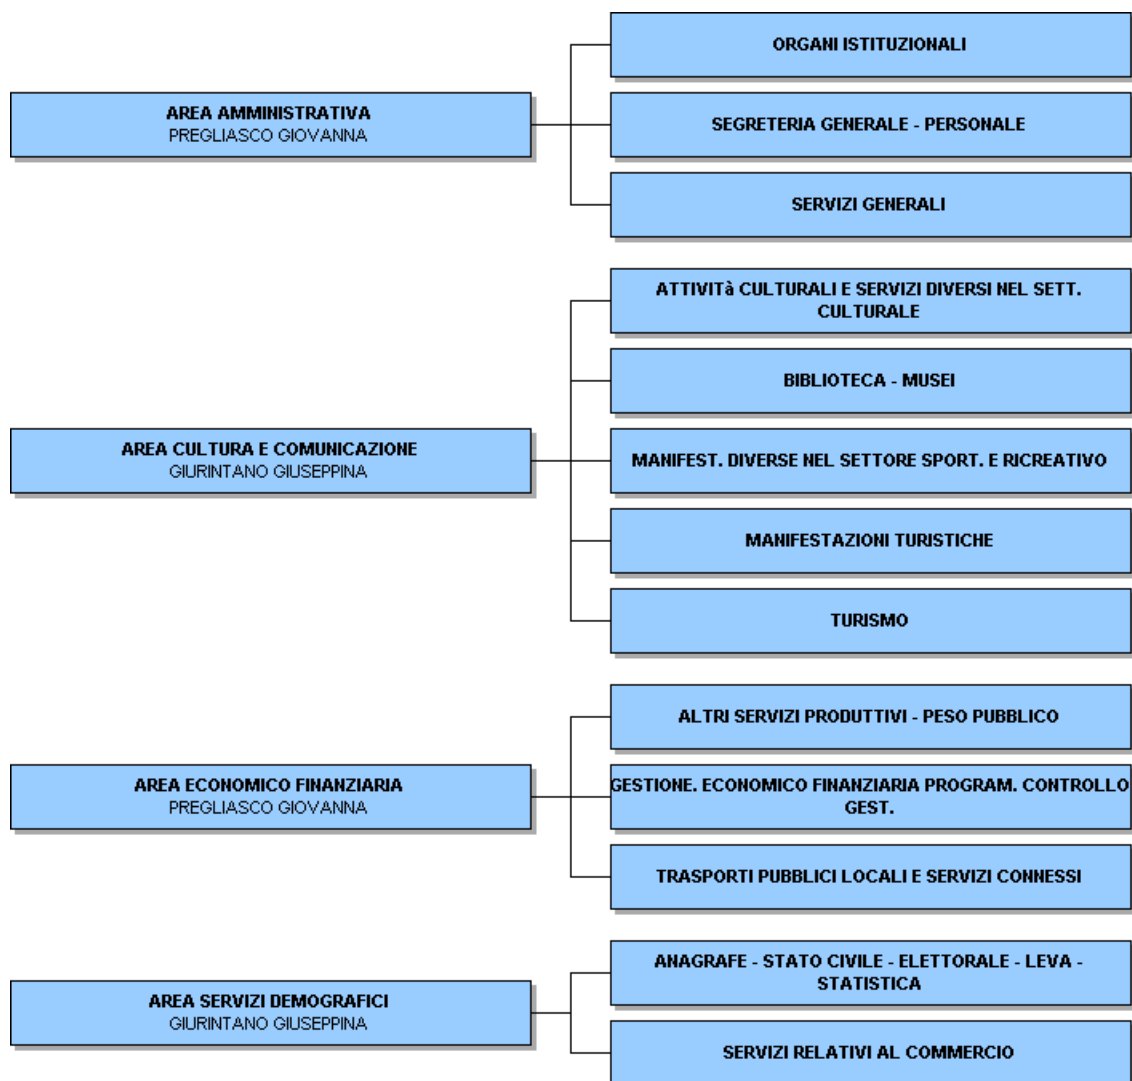 AREA AMMINISTRATIVA
PREGLIASCO GIOVANNA
ORGANI ISTITUZIONALI
SEGRETERIA GENERALE - PERSONALE
SERVIZI GENERALI
AREA CULTURA E COMUNICAZIONE
GIURINTANO GIUSEPPINA
ATTIVITà CULTURALI E SERVIZI DIVERSI NEL SETT.
CULTURALE
BIBLIOTECA - MUSEI
MANIFEST. DIVERSE NEL SETTORE SPORT. E RICREATIVO
MANIFESTAZIONI TURISTICHE
TURISMO
AREA ECONOMICO FINANZIARIA
PREGLIASCO GIOVANNA
ALTRI SERVIZI PRODUTTIVI - PESO PUBBLICO
GESTIONE. ECONOMICO FINANZIARIA PROGRAM. CONTROLLO
GEST.
TRASPORTI PUBBLICI LOCALI E SERVIZI CONNESSI
AREA SERVIZI DEMOGRAFICI
GIURINTANO GIUSEPPINA
ANAGRAFE - STATO CIVILE - ELETTORALE - LEVA -
STATISTICA
SERVIZI RELATIVI AL COMMERCIO